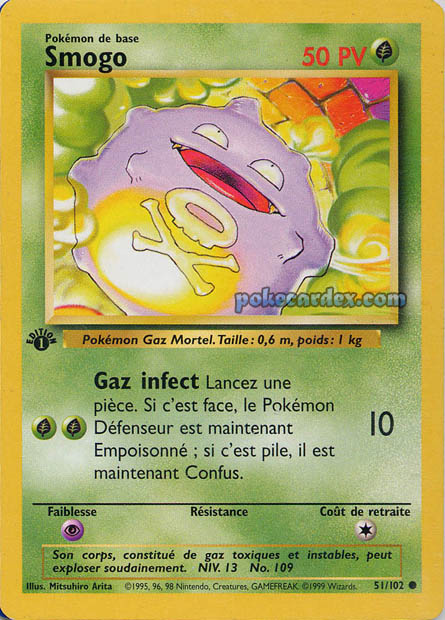 Pokémon de base
Smogo
50 PV
pokecardex.com
EDITION 1
Pokémon Gaz Mortel. Taille : 0,6 m, poids : 1 kg
Gaz infect Lancez une
pièce. Si c'est face, le Pokémon
Défenseur est maintenant
Empoisonné ; si c'est pile, il est
maintenant Confus.
10
Faiblesse Résistance Coût de retraite
Son corps, constitué de gaz toxiques et instables, peut
exploser soudainement. NIV. 13 No. 109
Illus. Mitsuhiro Arita ©1995, 96, 98 Nintendo, Creatures, GAMEFREAK. ©1999 Wizards. 51/102